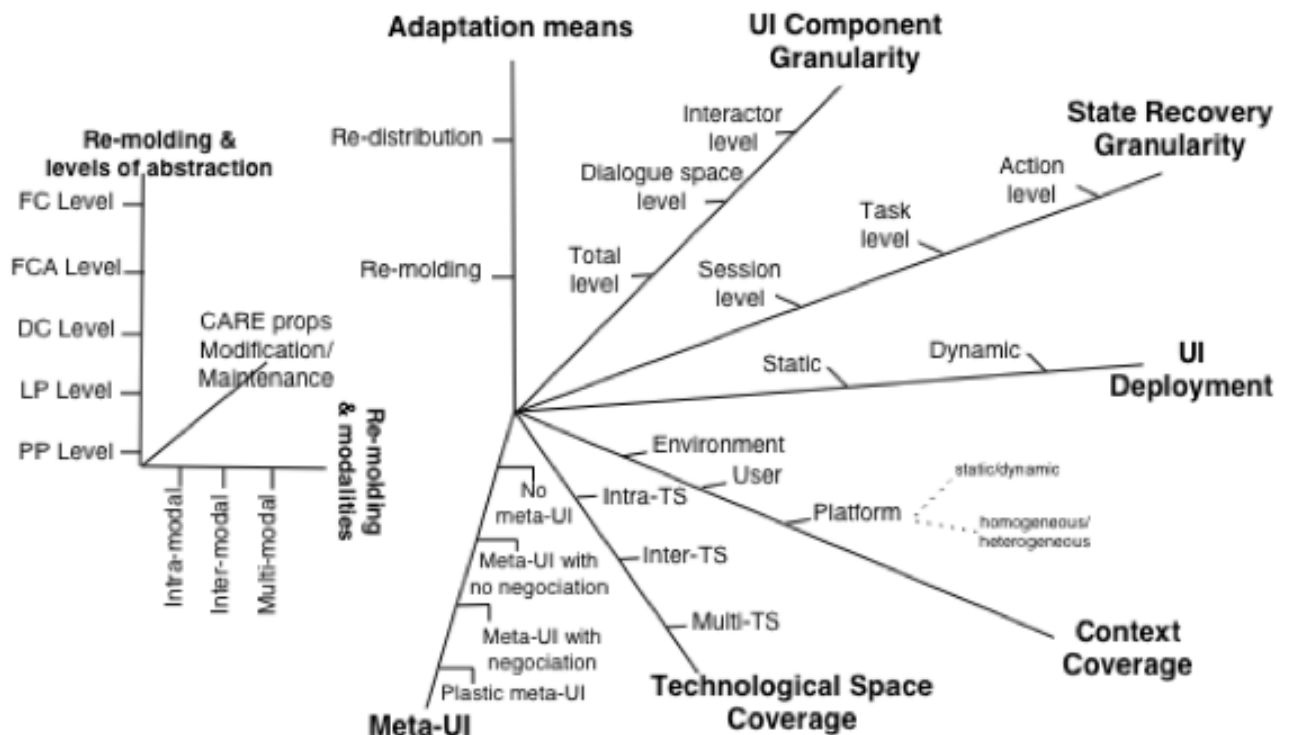 Adaptation means
UI Component
Granularity
State Recovery
Granularity
UI
Deployment
Context
Coverage
Technological Space
Coverage
Meta-UI
Re-distribution
Re-molding
Interactor
level
Dialogue space
level
Total
level
Action
level
Task
level
Session
level
Static
Dynamic
Environment
User
Platform
static/dynamic
homogeneous/
heterogeneous
Intra-TS
Inter-TS
Multi-TS
No
meta-UI
Meta-UI with
no negociation
Meta-UI with
negociation
Plastic meta-UI
Re-molding &
levels of abstraction
FC Level
FCA Level
DC Level
LP Level
PP Level
CARE props
Modification/
Maintenance
Re-molding
& modalities
Intra-modal
Inter-modal
Multi-modal